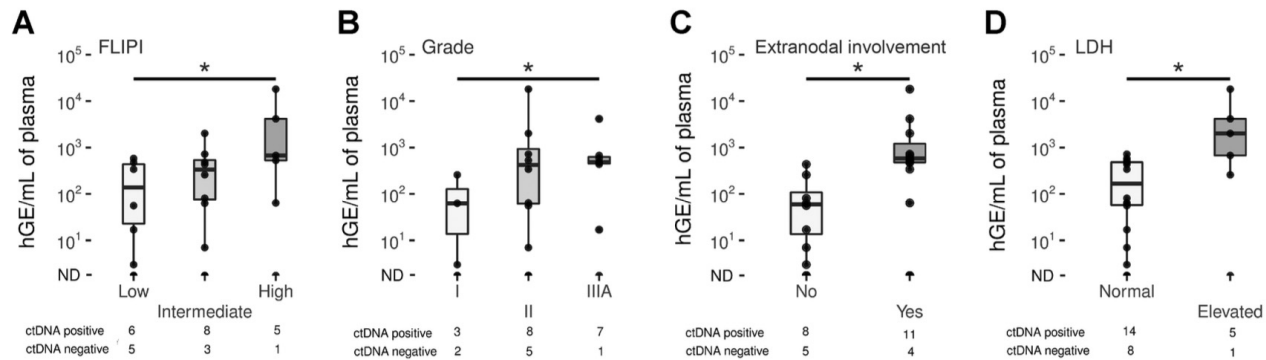 A
FLIPI
hGE/mL of plasma
10^5
10^4
10^3
10^2
10^1
ND
*
Low
Intermediate
High
ctDNA positive 6 8 5
ctDNA negative 5 3 1
B
Grade
hGE/mL of plasma
10^5
10^4
10^3
10^2
10^1
ND
*
I
II
IIIA
ctDNA positive 3 8 7
ctDNA negative 2 5 1
C
Extranodal involvement
hGE/mL of plasma
10^5
10^4
10^3
10^2
10^1
ND
*
No
Yes
ctDNA positive 8 11
ctDNA negative 5 4
D
LDH
hGE/mL of plasma
10^5
10^4
10^3
10^2
10^1
ND
*
Normal
Elevated
ctDNA positive 14 5
ctDNA negative 8 1